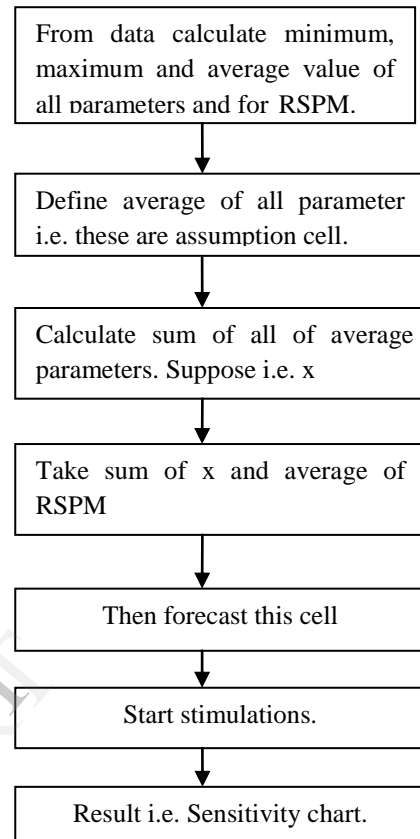 From data calculate minimum,
maximum and average value of
all parameters and for RSPM.
Define average of all parameter
i.e. these are assumption cell.
Calculate sum of all of average
parameters. Suppose i.e. x
Take sum of x and average of
RSPM
Then forecast this cell
Start stimulations.
Result i.e. Sensitivity chart.